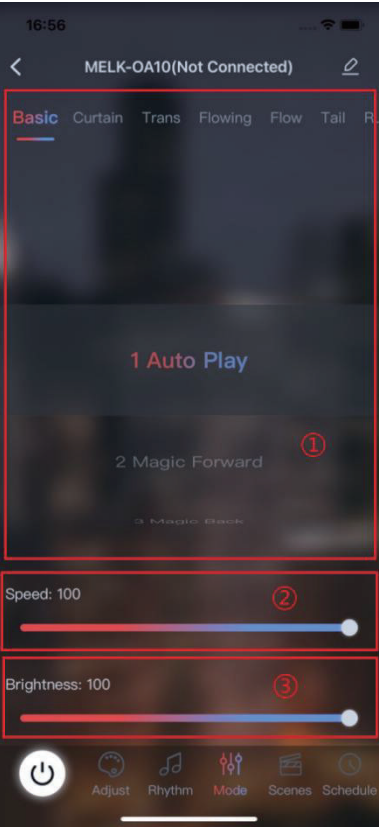 16:56
MELK-OA10(Not Connected)
Basic Curtain Trans Flowing Flow Tail R.
1 Auto Play
①
2 Magic Forward
3 Magic Back
Speed: 100
②
Brightness: 100
③
Adjust Rhythm Mode Scenes Schedule